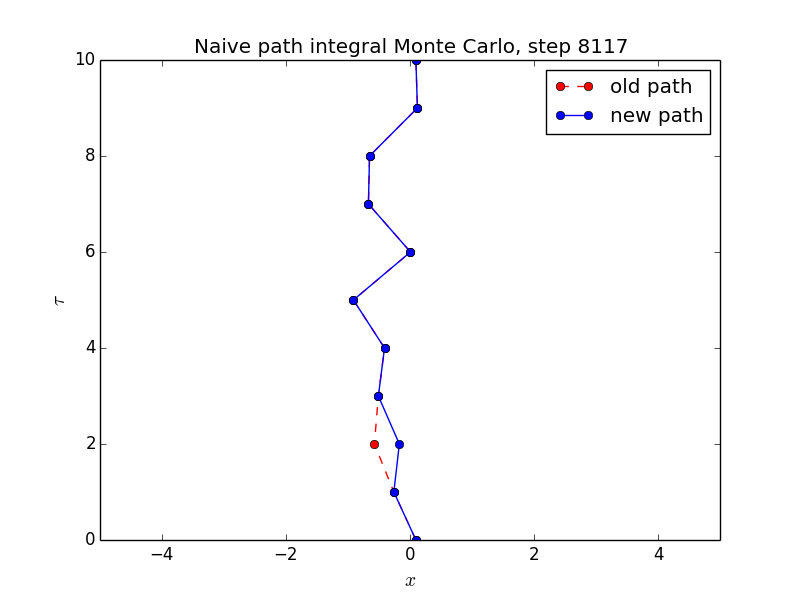 Naive path integral Monte Carlo, step 8117
old path
new path
10
8
6
4
2
0
τ
−4 −2 0 2 4
x